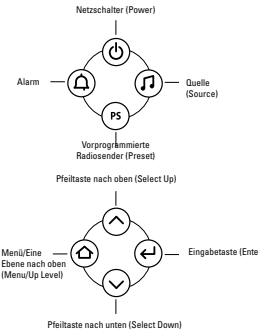 Netzschalter (Power)
Alarm
Quelle
(Source)
PS
Vorprogrammierte
Radiosender (Preset)
Pfeiltaste nach oben (Select Up)
Menü/Eine
Ebene nach oben
(Menu/Up Level)
Eingabetaste (Ente
Pfeiltaste nach unten (Select Down)